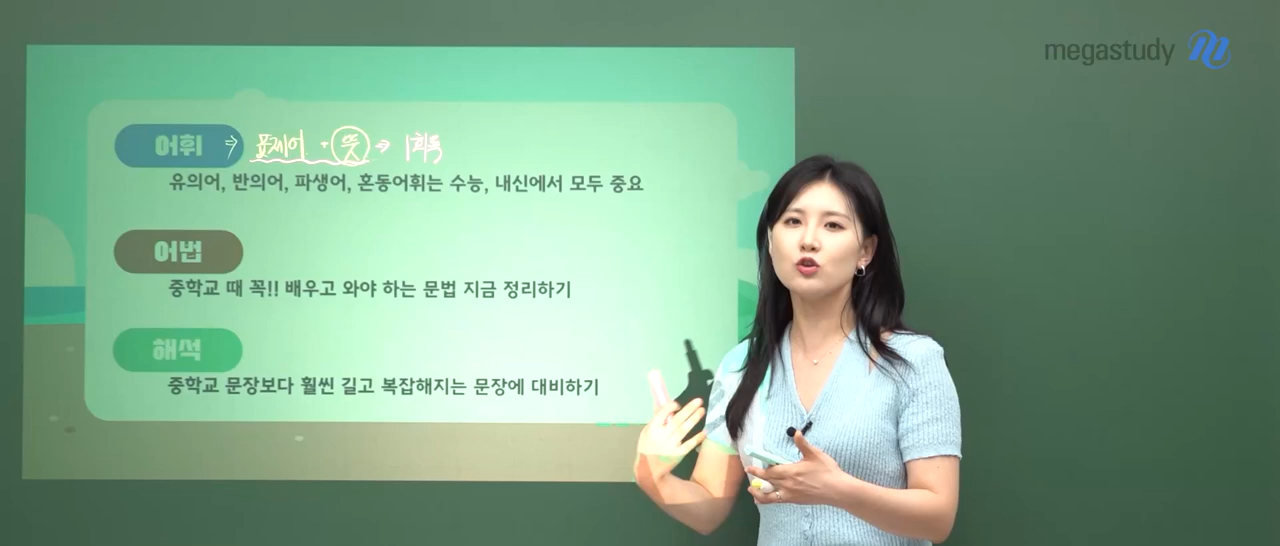 megastudy
어휘 ⇒ 표제어 + 뜻 → 1회독
유의어, 반의어, 파생어, 혼동어휘는 수능, 내신에서 모두 중요
어법
중학교 때 꼭!! 배우고 와야 하는 문법 지금 정리하기
해석
중학교 문장보다 훨씬 길고 복잡해지는 문장에 대비하기